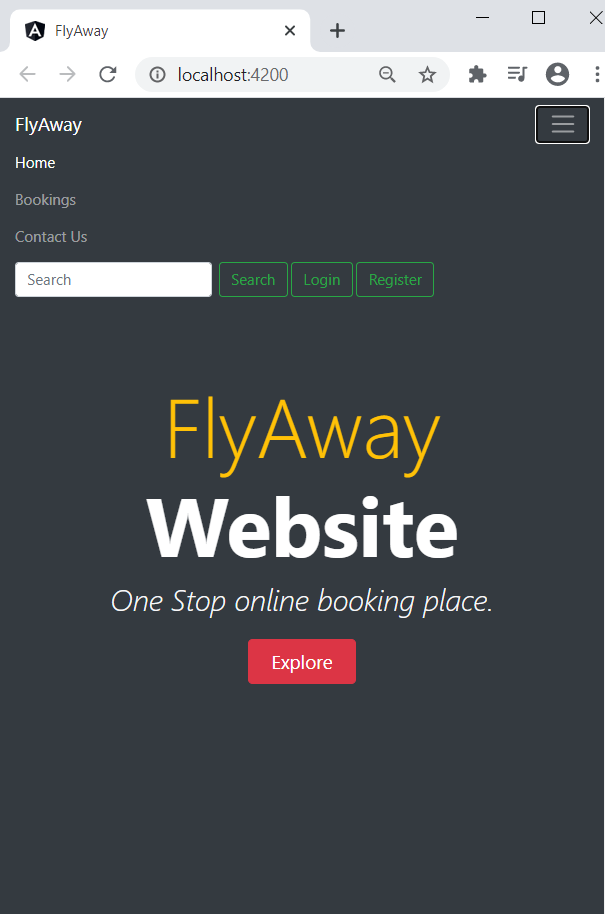 FlyAway
localhost:4200
FlyAway
Home
Bookings
Contact Us
Search Search Login Register
FlyAway
Website
One Stop online booking place.
Explore